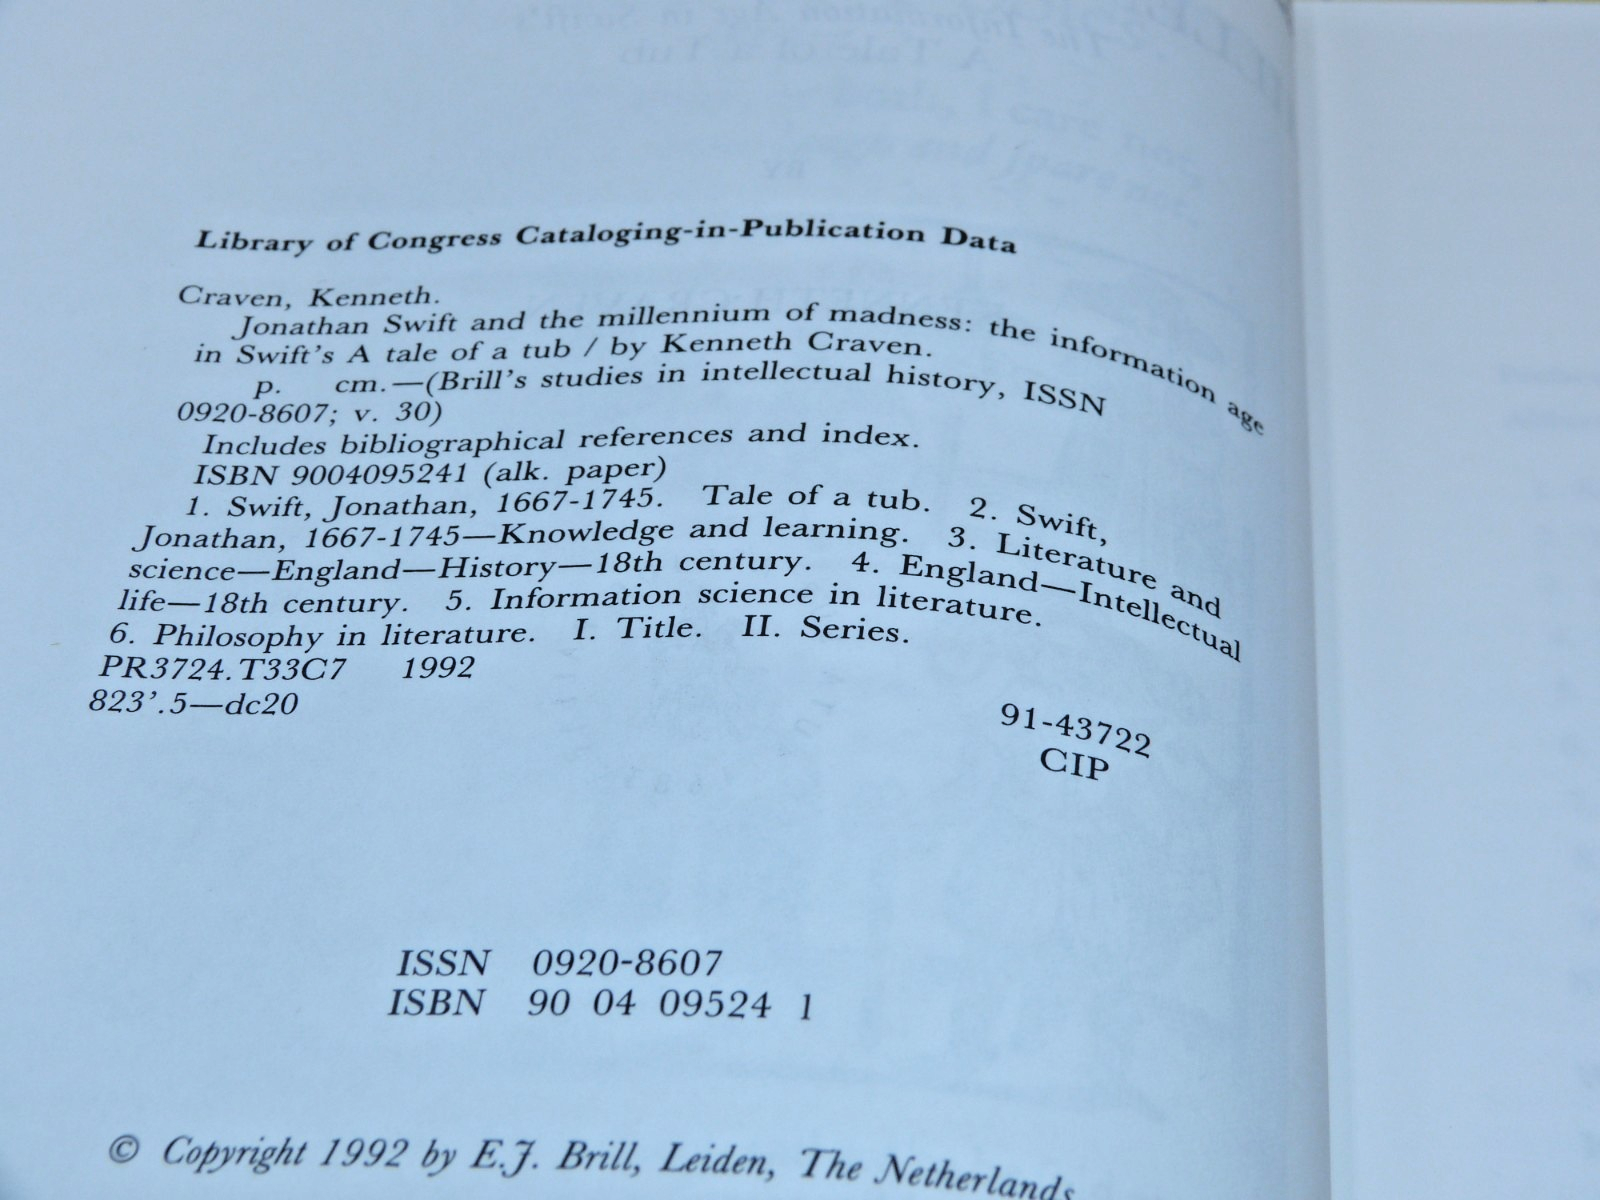 Library of Congress Cataloging-in-Publication Data
Craven, Kenneth.
Jonathan Swift and the millennium of madness: the information age
in Swift's A tale of a tub / by Kenneth Craven.
p. cm.—(Brill's studies in intellectual history, ISSN
0920-8607; v. 30)
Includes bibliographical references and index.
ISBN 9004095241 (alk. paper)
1. Swift, Jonathan, 1667-1745. Tale of a tub. 2. Swift,
Jonathan, 1667-1745—Knowledge and learning. 3. Literature and
science—England—History—18th century. 4. England—Intellectual
life—18th century. 5. Information science in literature.
6. Philosophy in literature. I. Title. II. Series.
PR3724.T33C7 1992
823'.5—dc20
91-43722
CIP
ISSN 0920-8607
ISBN 90 04 09524 1
© Copyright 1992 by E.J. Brill, Leiden, The Netherlands